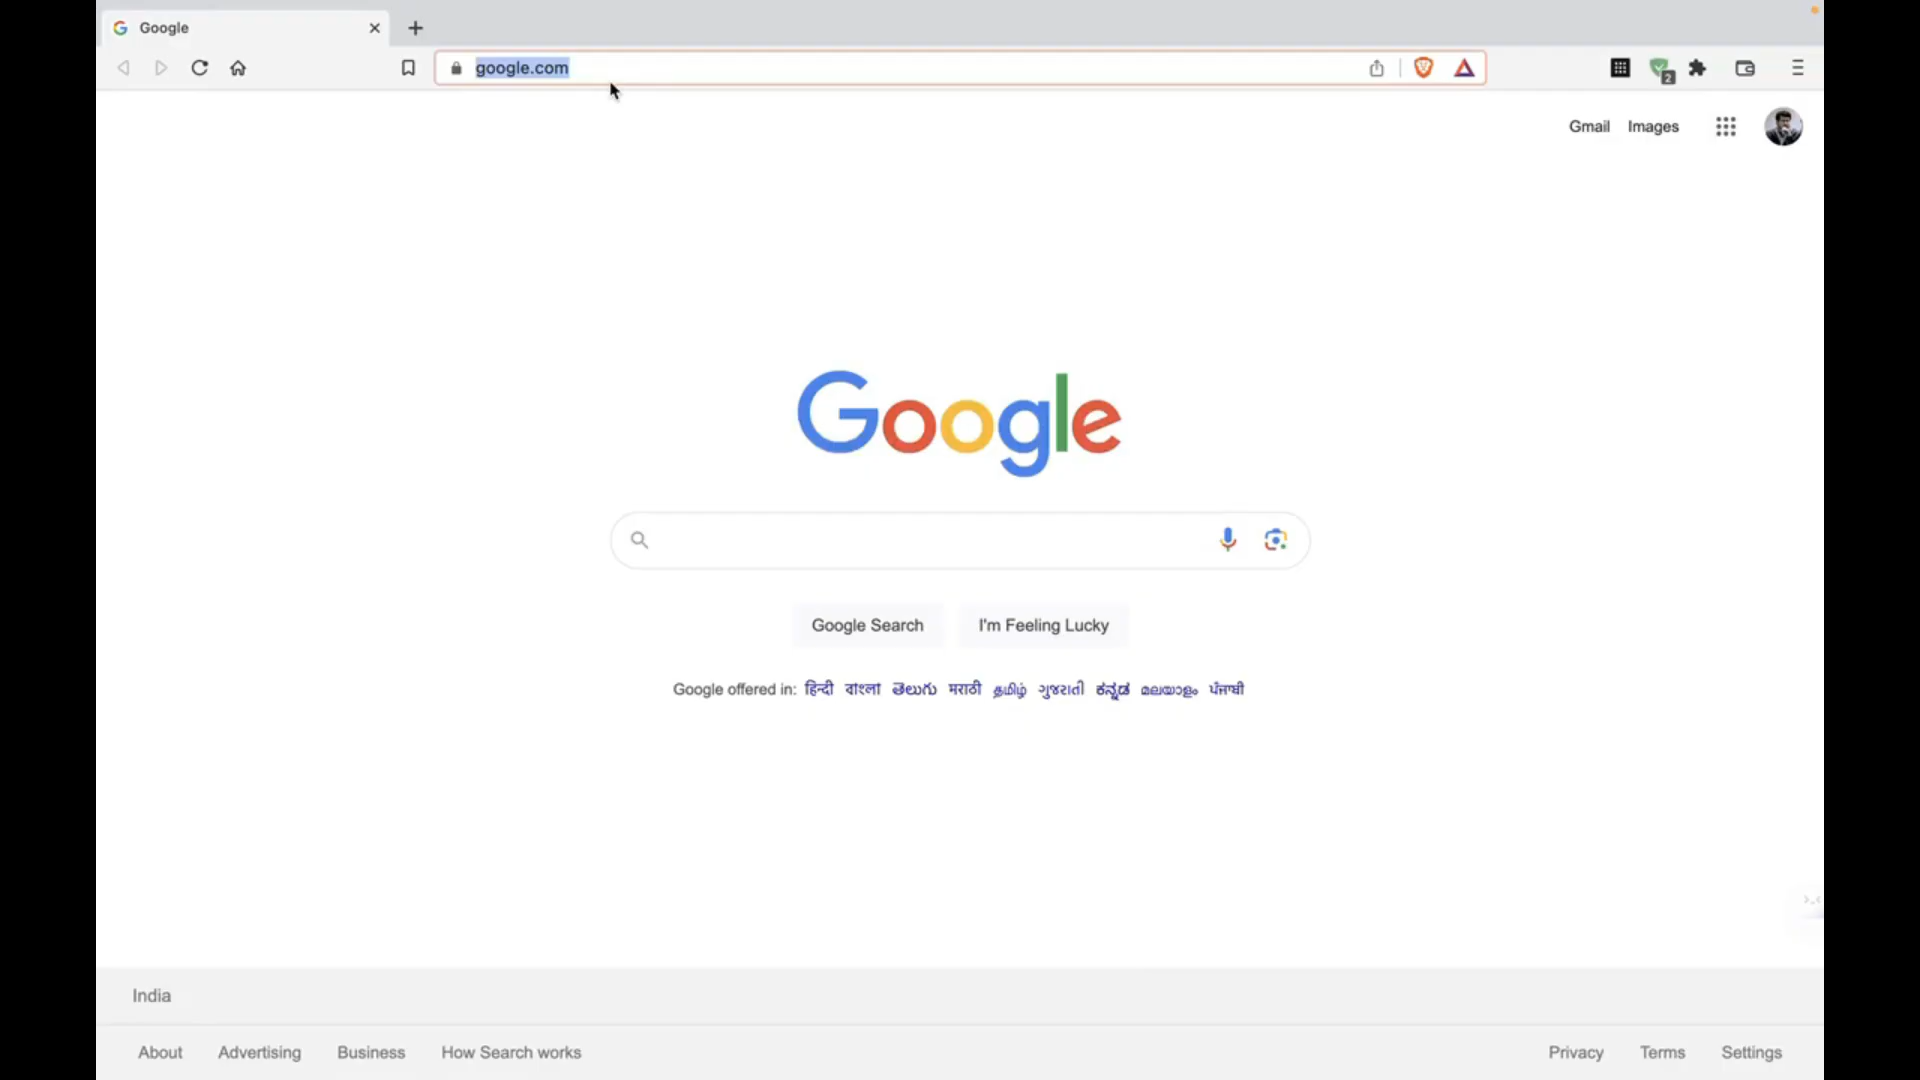 Google
google.com
2
Gmail Images
Google
Google Search I'm Feeling Lucky
Google offered in: हिन्दी বাংলা తెలుగు मराठी தமிழ் ગુજરાતી ಕನ್ನಡ മലയാളം ਪੰਜਾਬੀ
India
About Advertising Business How Search works Privacy Terms Settings